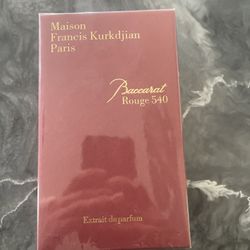 Maison
Francis Kurkdjian
Paris
Baccarat
Rouge 540
Extrait de parfum